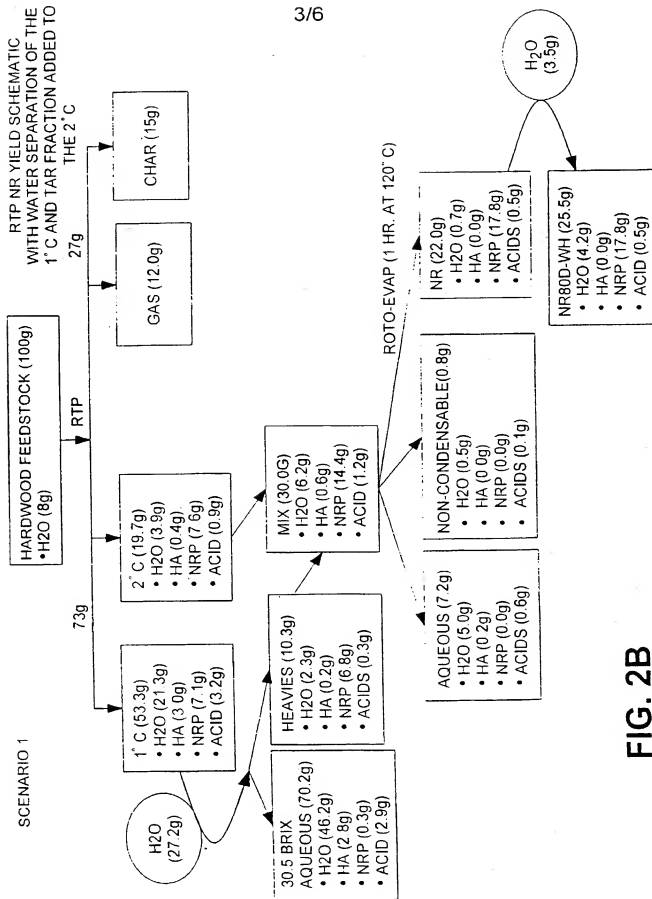 3/6
RTP NR YIELD SCHEMATIC
WITH WATER SEPARATION OF THE
1°C AND TAR FRACTION ADDED TO
THE 2°C
SCENARIO 1
HARDWOOD FEEDSTOCK (100g)
•H2O (8g)
RTP
73g
27g
1°C (53.3g)
• H2O (21.3g)
• HA (3 0g)
• NRP (7.1g)
• ACID (3.2g)
2°C (19.7g)
• H2O (3.9g)
• HA (0.4g)
• NRP (7.6g)
• ACID (0.9g)
GAS (12.0g)
CHAR (15g)
H2O
(27.2g)
30.5 BRIX
AQUEOUS (70.2g)
• H2O (46.2g)
• HA (2 8g)
• NRP (0.3g)
• ACID (2.9g)
HEAVIES (10.3g)
• H2O (2.3g)
• HA (0.2g)
• NRP (6.8g)
• ACIDS (0.3g)
MIX (30.0G)
• H2O (6.2g)
• HA (0.6g)
• NRP (14.4g)
• ACID (1.2g)
ROTO-EVAP (1 HR. AT 120°C)
AQUEOUS (7.2g)
• H2O (5.0g)
• HA (0.2g)
• NRP (0.0g)
• ACIDS (0.6g)
NON-CONDENSABLE(0.8g)
• H2O (0.5g)
• HA (0 0g)
• NRP (0.0g)
• ACIDS (0.1g)
NR (22.0g)
• H2O (0.7g)
• HA (0.0g)
• NRP (17.8g)
• ACIDS (0.5g)
H2O
(3.5g)
NR80D-WH (25.5g)
• H2O (4.2g)
• HA (0.0g)
• NRP (17.8g)
• ACID (0.5g)
FIG. 2B